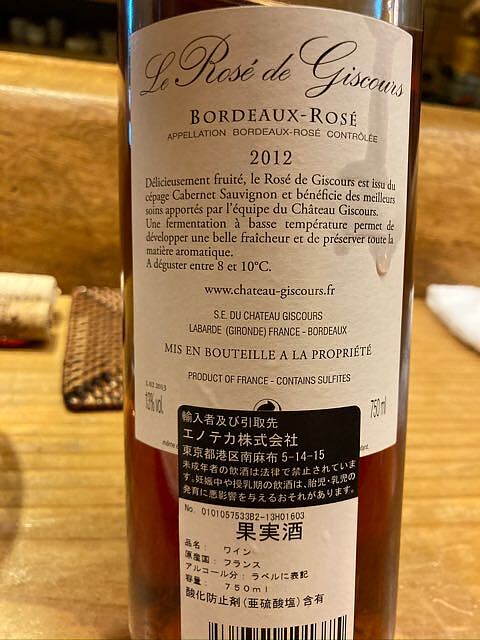 Le Rosé de Giscours
BORDEAUX-ROSÉ
APPELLATION BORDEAUX-ROSÉ CONTRÔLÉE
2012
Délicieusement fruité, le Rosé de Giscours est issu du
cépage Cabernet Sauvignon et bénéficie des meilleurs
soins apportés par l'équipe du Château Giscours.
Une fermentation à basse température permet de
développer une belle fraîcheur et de préserver toute la
matière aromatique.
A déguster entre 8 et 10°C.
www.chateau-giscours.fr
S.E. DU CHATEAU GISCOURS
LABARDE (GIRONDE) FRANCE - BORDEAUX
MIS EN BOUTEILLE A LA PROPRIÉTÉ
PRODUCT OF FRANCE - CONTAINS SULFITES
L 02 2013
13% vol.
750 ml
輸入者及び引取先
エノテカ株式会社
東京都港区南麻布5-14-15
未成年者の飲酒は法律で禁止されていま
す。妊娠中や授乳期の飲酒は、胎児・乳児の
発育に悪影響を与えるおそれがあります。
No. 0101057533B2-13H01603
果実酒
品名: ワイン
原産国: フランス
アルコール分: ラベルに表記
容量: 750ml
酸化防止剤(亜硫酸塩)含有